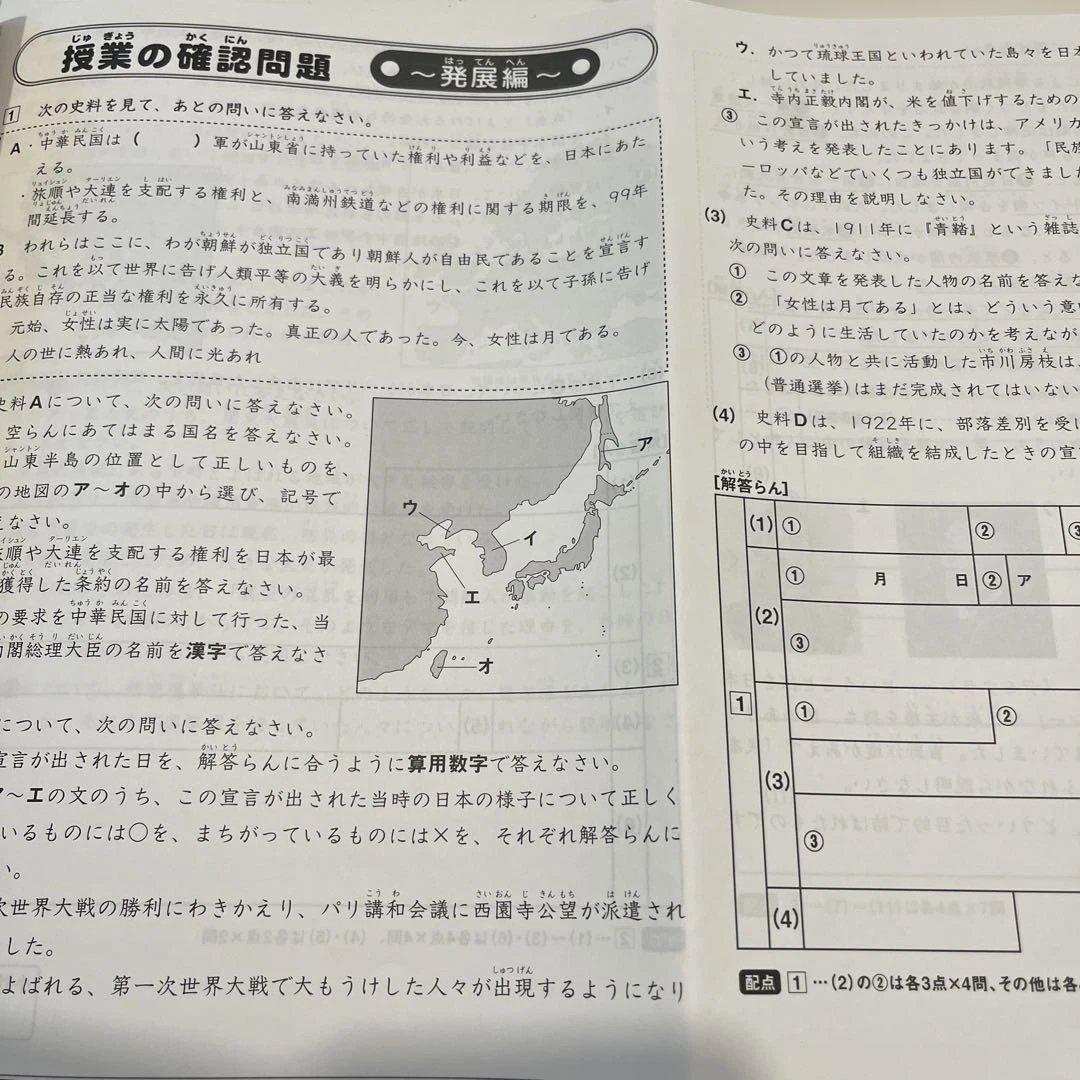 授業の確認問題
～発展編～
1 次の史料を見て、あとの問いに答えなさい。
A・中華民国は（　　）軍が山東省に持っていた権利や利益などを、日本にあた
える。
・旅順や大連を支配する権利と、南満州鉄道などの権利に関する期限を、99年
間延長する。
われらはここに、わが朝鮮が独立国であり朝鮮人が自由民であることを宣言す
る。これを以て世界に告げ人類平等の大義を明らかにし、これを以て子孫に告げ
民族自存の正当な権利を永久に所有する。
元始、女性は実に太陽であった。真正の人であった。今、女性は月である。
人の世に熱あれ、人間に光あれ
史料Aについて、次の問いに答えなさい。
空らんにあてはまる国名を答えなさい。
山東半島の位置として正しいものを、
の地図のア～オの中から選び、記号で
えなさい。
旅順や大連を支配する権利を日本が最
獲得した条約の名前を答えなさい。
の要求を中華民国に対して行った、当
内閣総理大臣の名前を漢字で答えなさ
ア
ウ
イ
エ
オ
について、次の問いに答えなさい。
宣言が出された日を、解答らんに合うように算用数字で答えなさい。
ア～エの文のうち、この宣言が出された当時の日本の様子について正しく
いるものには○を、まちがっているものには×を、それぞれ解答らんに
い。
次世界大戦の勝利にわきかえり、パリ講和会議に西園寺公望が派遣され
した。
よばれる、第一次世界大戦で大もうけした人々が出現するようになり
ウ．かつて琉球王国といわれていた島々を日本
していました。
エ．寺内正毅内閣が、米を値下げするための
③ この宣言が出されたきっかけは、アメリカ
いう考えを発表したことにあります。「民族
ーロッパなどでいくつも独立国ができました
た。その理由を説明しなさい。
(3) 史料Cは、1911年に『青鞜』という雑誌
次の問いに答えなさい。
① この文章を発表した人物の名前を答えな
② 「女性は月である」とは、どういう意
どのように生活していたのかを考えなが
③ ①の人物と共に活動した市川房枝は、
(普通選挙)はまだ完成されてはいない
(4) 史料Dは、1922年に、部落差別を受け
の中を目指して組織を結成したときの宣
[解答らん]
1
(1) ① ②
(2) ① 月 日 ② ア
③
(3) ① ②
③
(4)
配点 1 …(2)の②は各3点×4問、その他は各